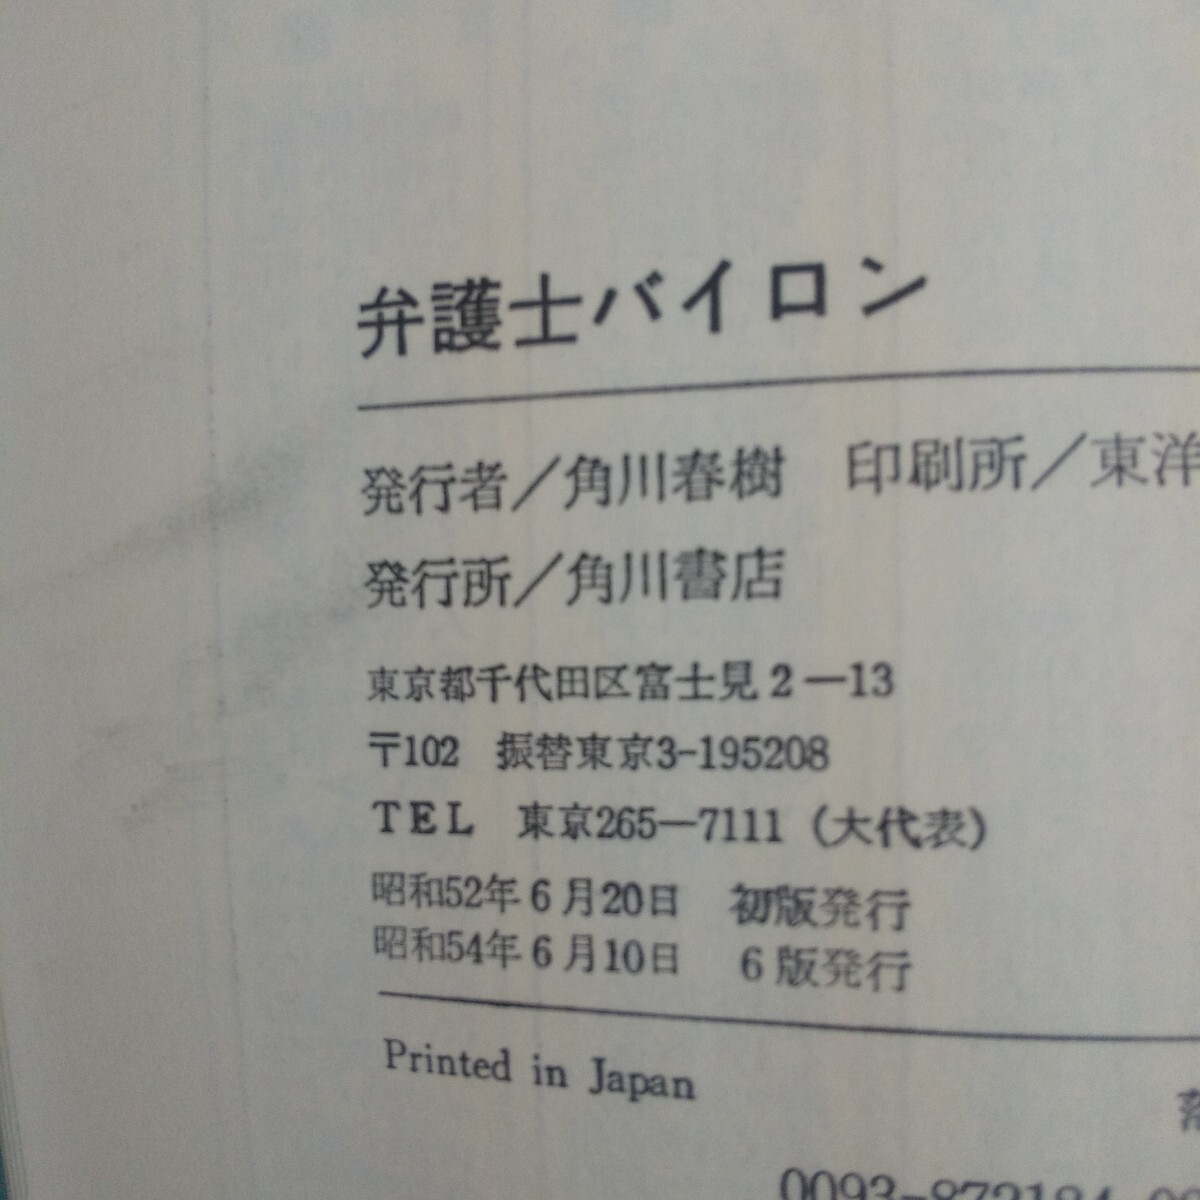 弁護士バイロン
発行者／角川春樹　印刷所／東洋
発行所／角川書店
東京都千代田区富士見2—13
〒102　振替東京3-195208
TEL　東京265—7111（大代表）
昭和52年6月20日　初版発行
昭和54年6月10日　6版発行
Printed in Japan
落
0093-872184-